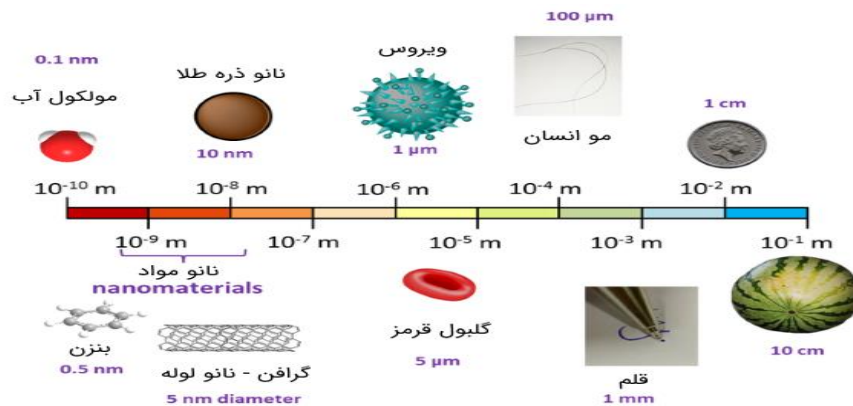 100 µm
ویروس
0.1 nm
نانو ذره طلا
مولکول آب
1 cm
10 nm
1 µm
مو انسان
10-10 m
10-8 m
10-6 m
10-4 m
10-2 m
10-9 m
10-7 m
10-5 m
10-3 m
10-1 m
نانو مواد
nanomaterials
بنزن
گلبول قرمز
0.5 nm
گرافن - نانو لوله
5 µm
قلم
10 cm
5 nm diameter
1 mm